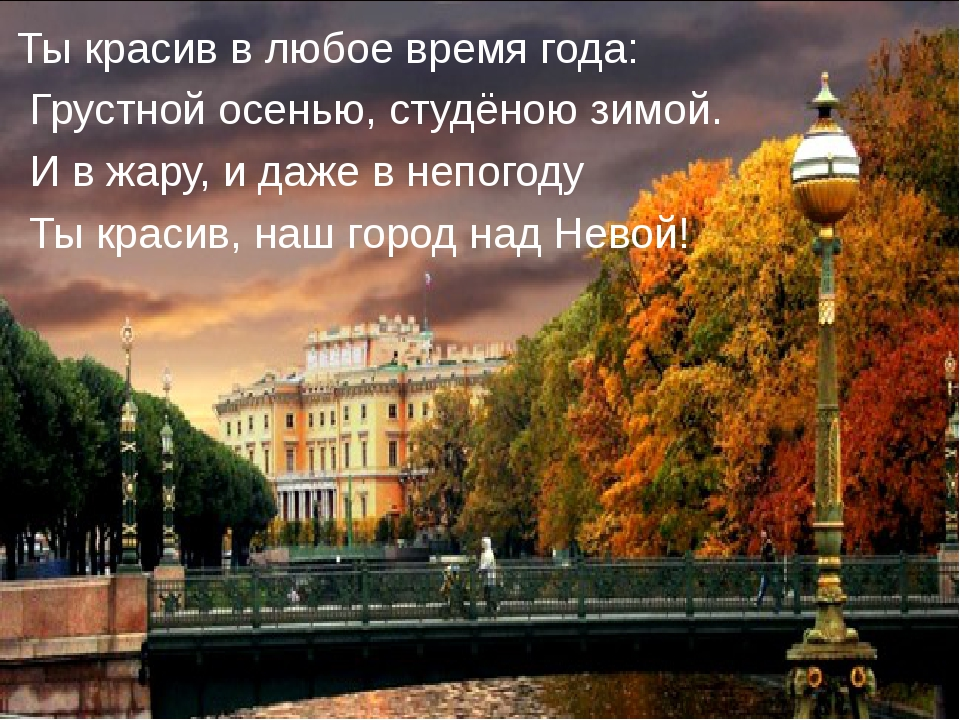 Ты красив в любое время года:
Грустной осенью, студёною зимой.
И в жару, и даже в непогоду
Ты красив, наш город над Невой!